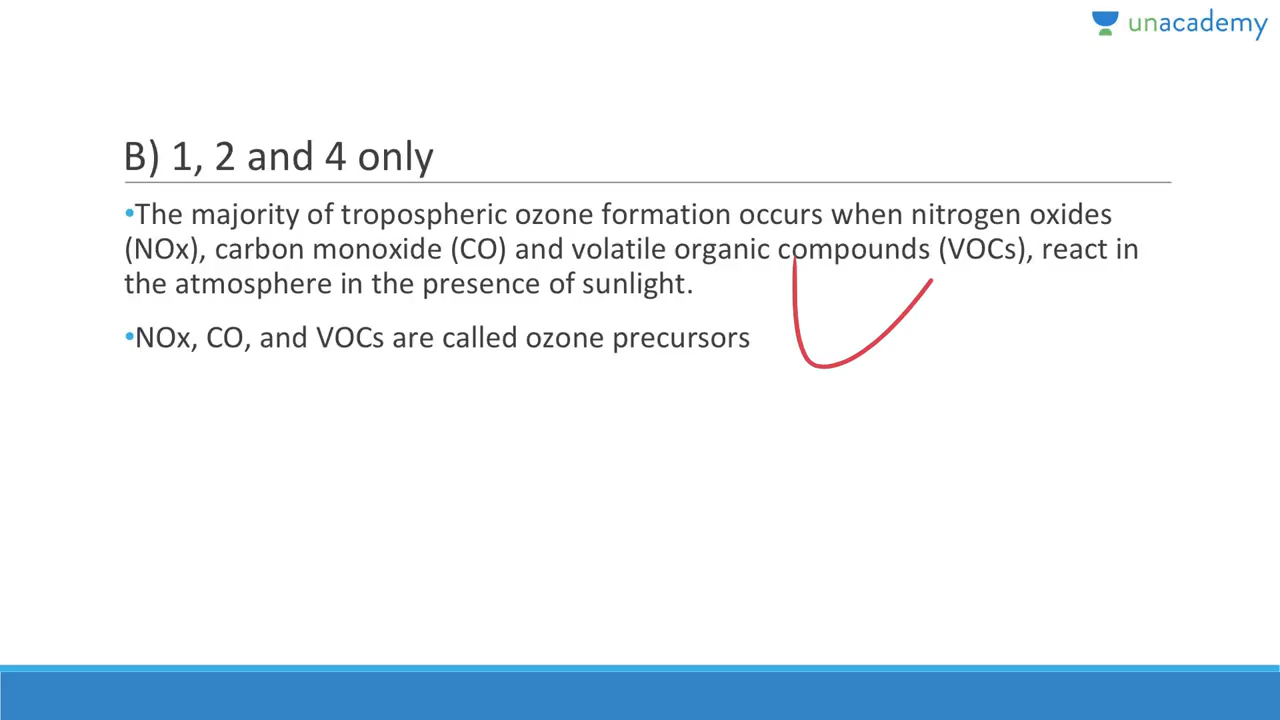 unacademy
B) 1, 2 and 4 only
•The majority of tropospheric ozone formation occurs when nitrogen oxides
(NOx), carbon monoxide (CO) and volatile organic compounds (VOCs), react in
the atmosphere in the presence of sunlight.
•NOx, CO, and VOCs are called ozone precursors